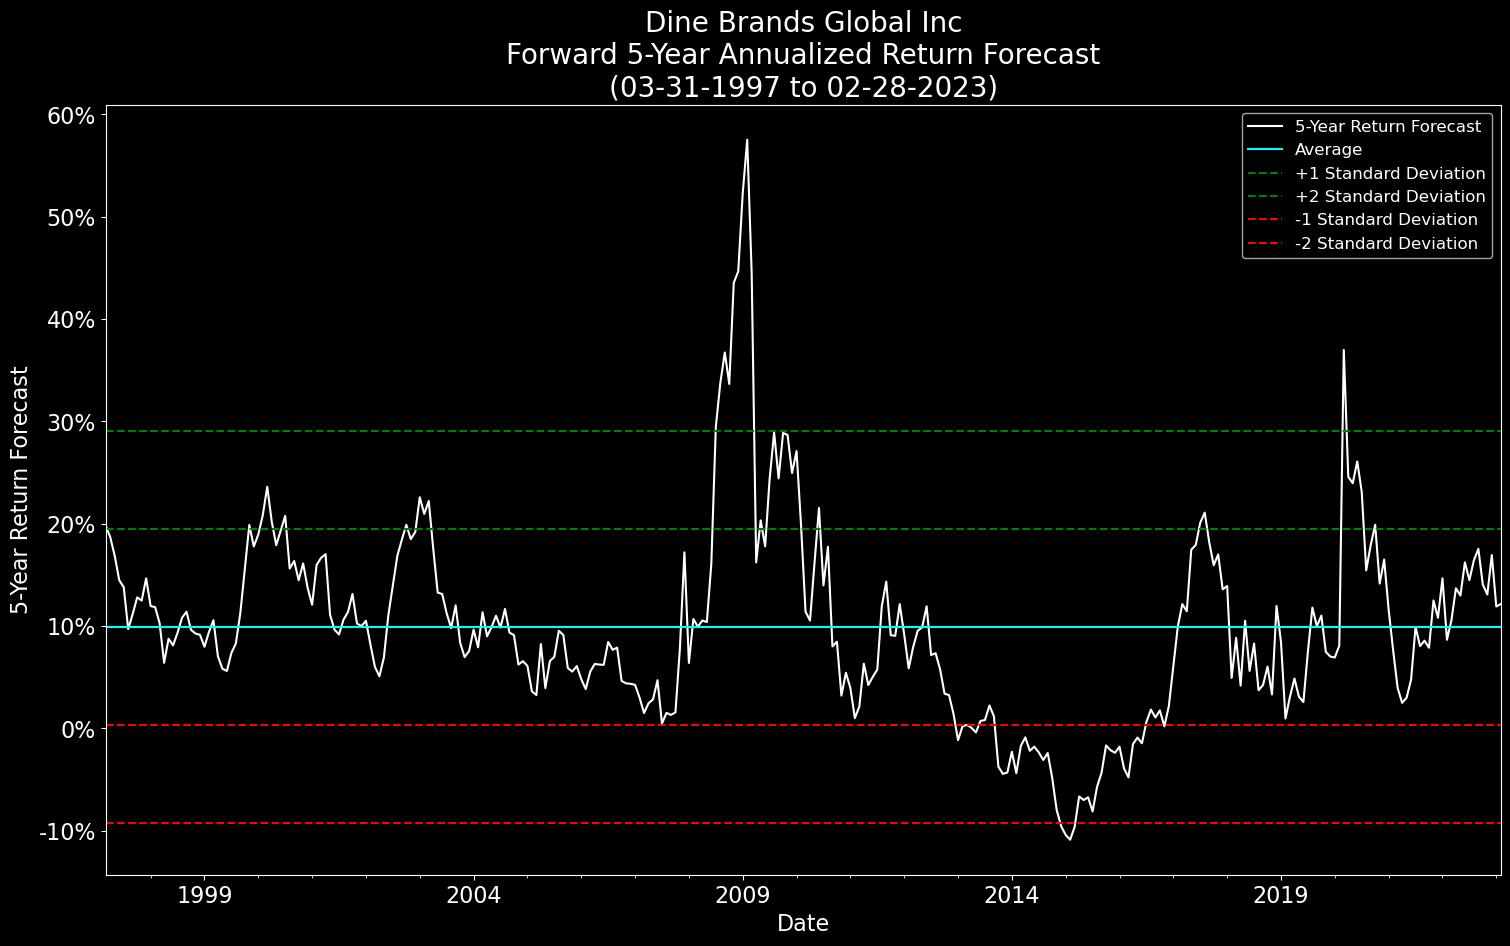 Dine Brands Global Inc
Forward 5-Year Annualized Return Forecast
(03-31-1997 to 02-28-2023)
60%
50%
40%
30%
20%
10%
0%
-10%
5-Year Return Forecast
5-Year Return Forecast
Average
+1 Standard Deviation
+2 Standard Deviation
-1 Standard Deviation
-2 Standard Deviation
1999 2004 2009 2014 2019
Date